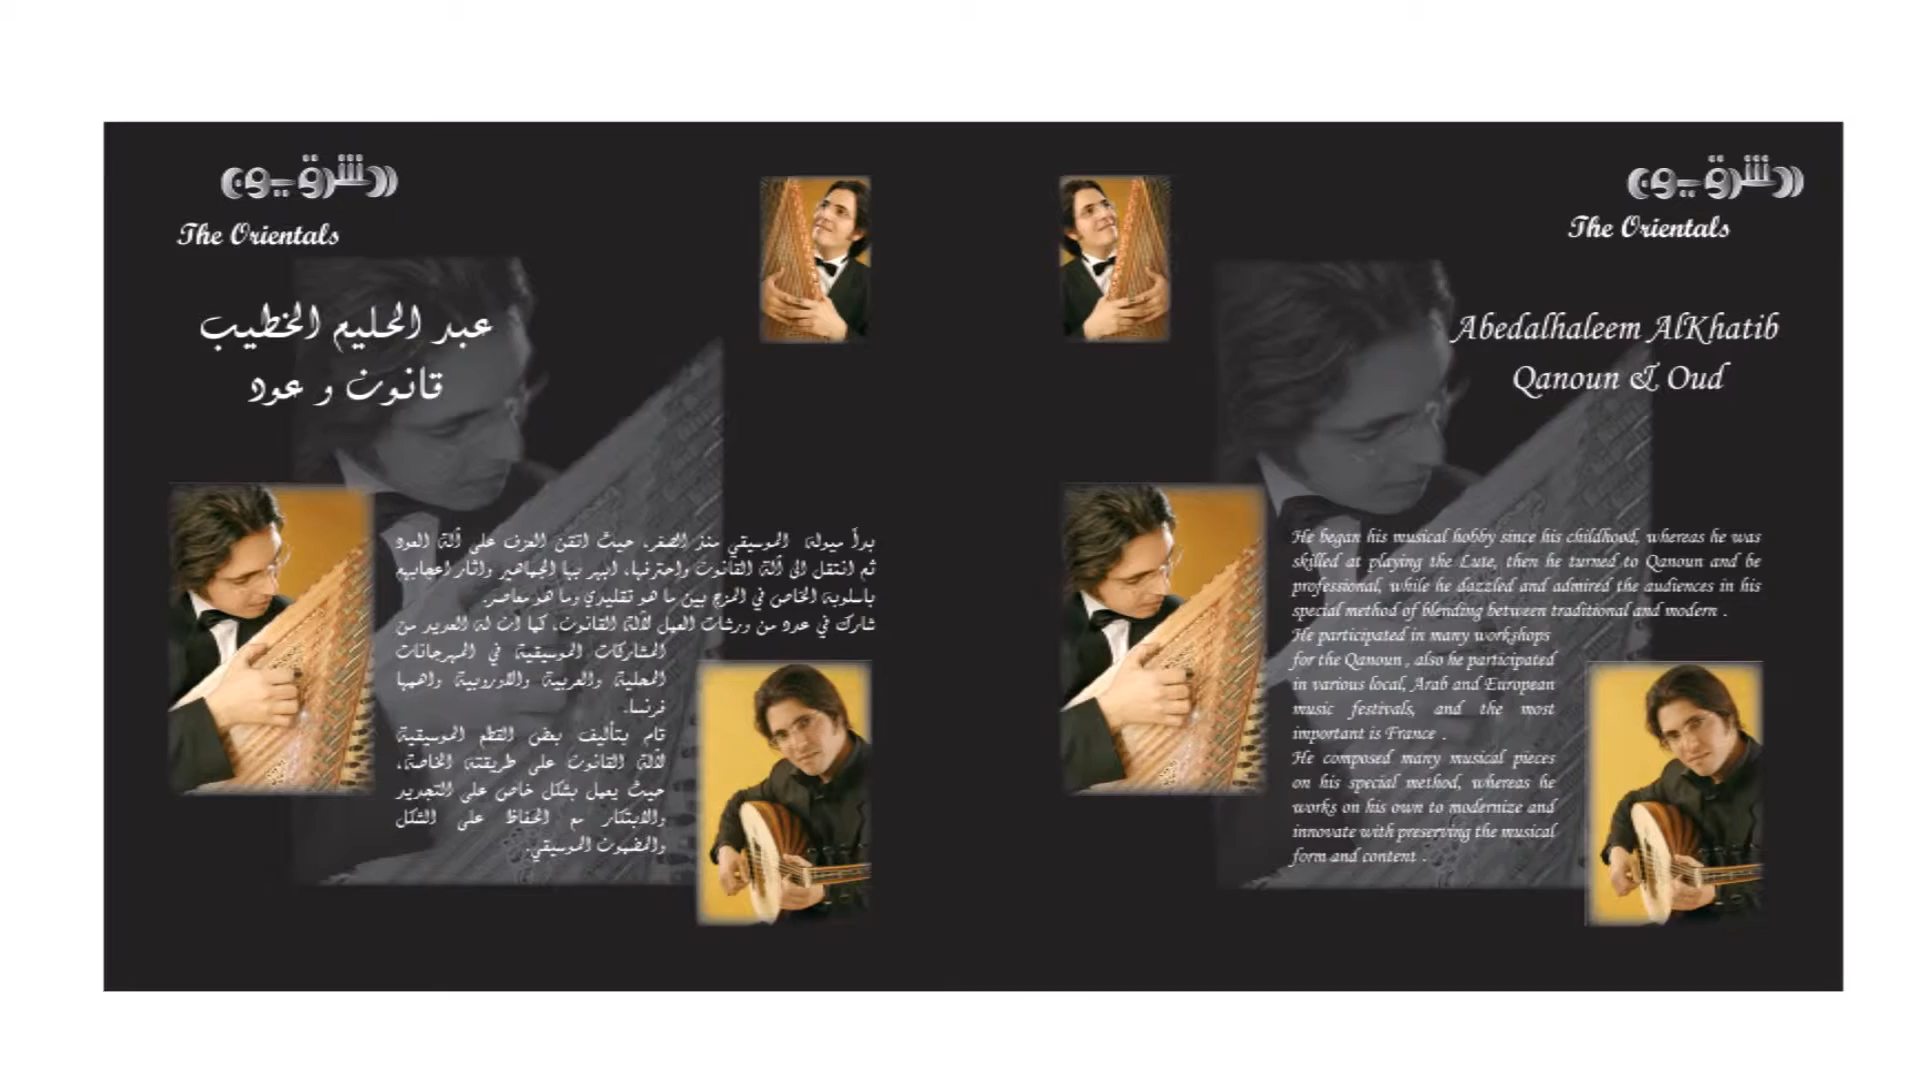 شرقيون
The Orientals
عبد الحليم الخطيب
قانون و عود
بدأ ميولة الموسيقي منذ الصغر، حيث اتقن العزف على ألة العود
ثم انتقل الى ألة القانون واحترفها، ابهر بها الجماهير واثار اعجابهم
باسلوبة الخاص في المزج بين ما هو تقليدي وما هو معاصر.
شارك في عدد من ورشات العمل لآلة القانون، كما ان له العديد من
المشاركات الموسيقية في المهرجانات
المحلية والعربية والاوروبية واهمها
فرنسا.
قام بتأليف بعض القطع الموسيقية
لآلة القانون على طريقته الخاصة،
حيث يعمل بشكل خاص على التجديد
والابتكار مع الحفاظ على الشكل
والمضمون الموسيقي.
شرقيون
The Orientals
Abedalhaleem AlKhatib
Qanoun & Oud
He began his musical hobby since his childhood, whereas he was
skilled at playing the Lute, then he turned to Qanoun and be
professional, while he dazzled and admired the audiences in his
special method of blending between traditional and modern .
He participated in many workshops
for the Qanoun , also he participated
in various local, Arab and European
music festivals, and the most
important is France .
He composed many musical pieces
on his special method, whereas he
works on his own to modernize and
innovate with preserving the musical
form and content .